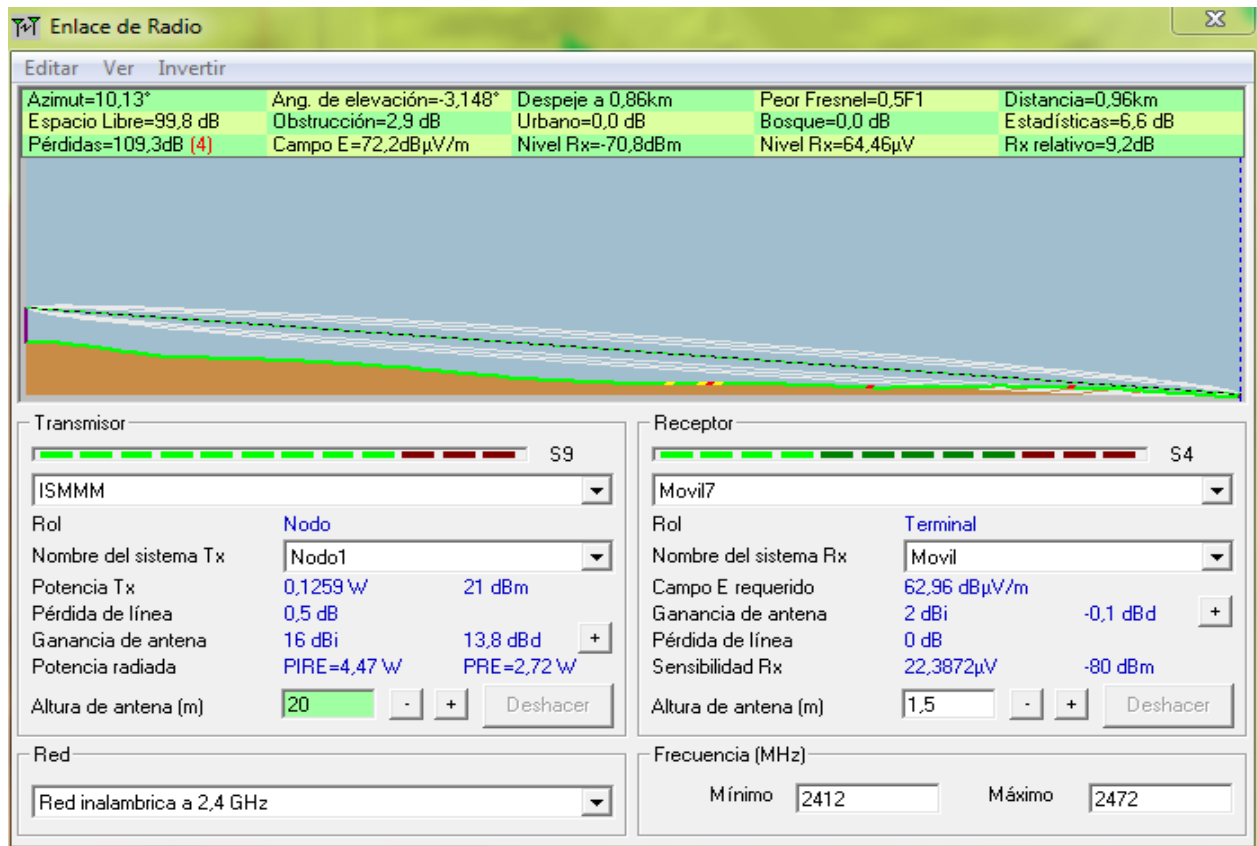 Enlace de Radio
Editar Ver Invertir
Azimut=10,13° Ang. de elevación=-3,148° Despeje a 0,86km Peor Fresnel=0,5F1 Distancia=0,96km
Espacio Libre=99,8 dB Obstrucción=2,9 dB Urbano=0,0 dB Bosque=0,0 dB Estadísticas=6,6 dB
Pérdidas=109,3dB (4) Campo E=72,2dBµV/m Nivel Rx=-70,8dBm Nivel Rx=64,46µV Rx relativo=9,2dB
Transmisor
S9
ISMMM
Rol Nodo
Nombre del sistema Tx Nodo1
Potencia Tx 0,1259 W 21 dBm
Pérdida de línea 0,5 dB
Ganancia de antena 16 dBi 13,8 dBd +
Potencia radiada PIRE=4,47 W PRE=2,72 W
Altura de antena (m) 20 - + Deshacer
Receptor
S4
Movil7
Rol Terminal
Nombre del sistema Rx Movil
Campo E requerido 62,96 dBµV/m
Ganancia de antena 2 dBi -0,1 dBd +
Pérdida de línea 0 dB
Sensibilidad Rx 22,3872µV -80 dBm
Altura de antena (m) 1,5 - + Deshacer
Red
Red inalambrica a 2,4 GHz
Frecuencia (MHz)
Mínimo 2412 Máximo 2472